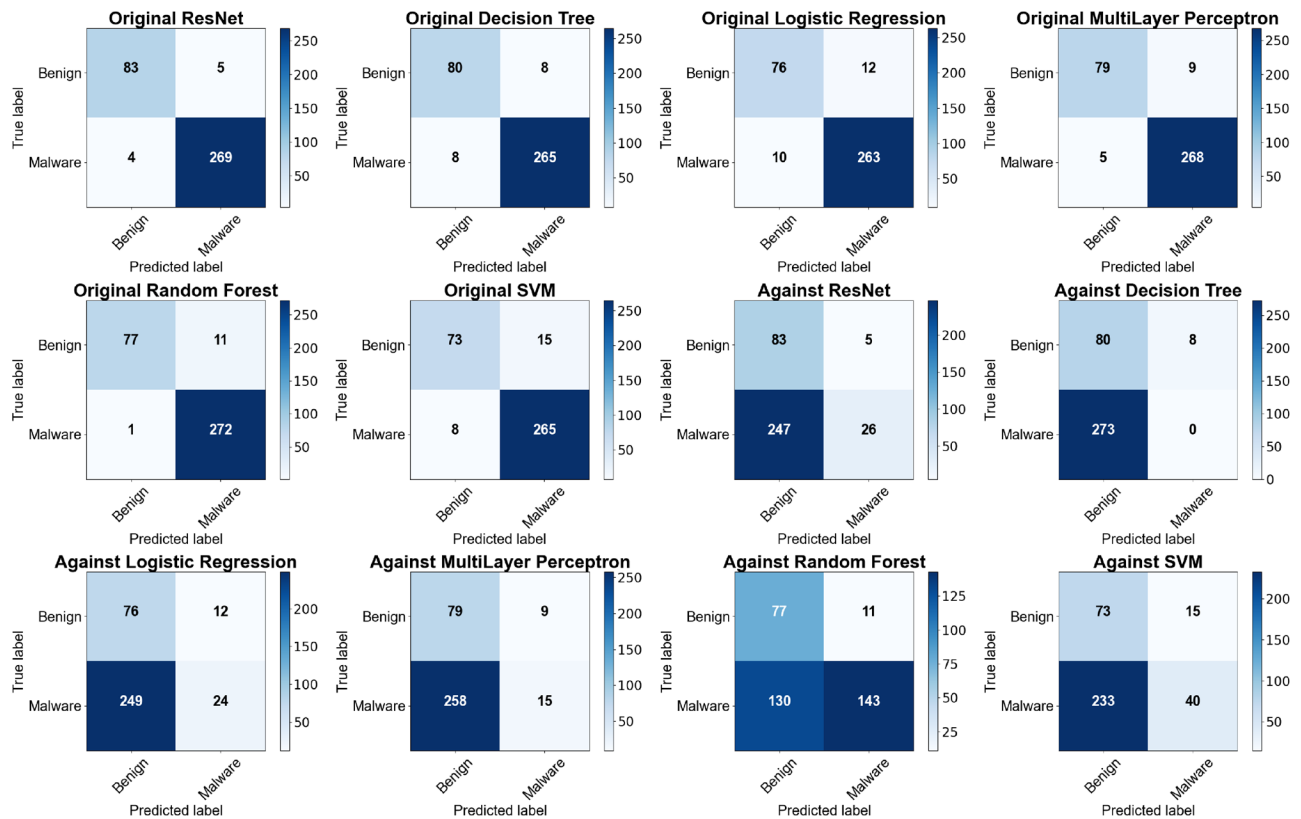 Original ResNet
True label
Benign
Malware
83
5
4
269
250
200
150
100
50
Benign
Malware
Predicted label
Original Decision Tree
True label
Benign
Malware
80
8
8
265
250
200
150
100
50
Benign
Malware
Predicted label
Original Logistic Regression
True label
Benign
Malware
76
12
10
263
250
200
150
100
50
Benign
Malware
Predicted label
Original MultiLayer Perceptron
True label
Benign
Malware
79
9
5
268
250
200
150
100
50
Benign
Malware
Predicted label
Original Random Forest
True label
Benign
Malware
77
11
1
272
250
200
150
100
50
Benign
Malware
Predicted label
Original SVM
True label
Benign
Malware
73
15
8
265
250
200
150
100
50
Benign
Malware
Predicted label
Against ResNet
True label
Benign
Malware
83
5
247
26
200
150
100
50
Benign
Malware
Predicted label
Against Decision Tree
True label
Benign
Malware
80
8
273
0
250
200
150
100
50
0
Benign
Malware
Predicted label
Against Logistic Regression
True label
Benign
Malware
76
12
249
24
200
150
100
50
Benign
Malware
Predicted label
Against MultiLayer Perceptron
True label
Benign
Malware
79
9
258
15
250
200
150
100
50
Benign
Malware
Predicted label
Against Random Forest
True label
Benign
Malware
77
11
130
143
125
100
75
50
25
Benign
Malware
Predicted label
Against SVM
True label
Benign
Malware
73
15
233
40
200
150
100
50
Benign
Malware
Predicted label